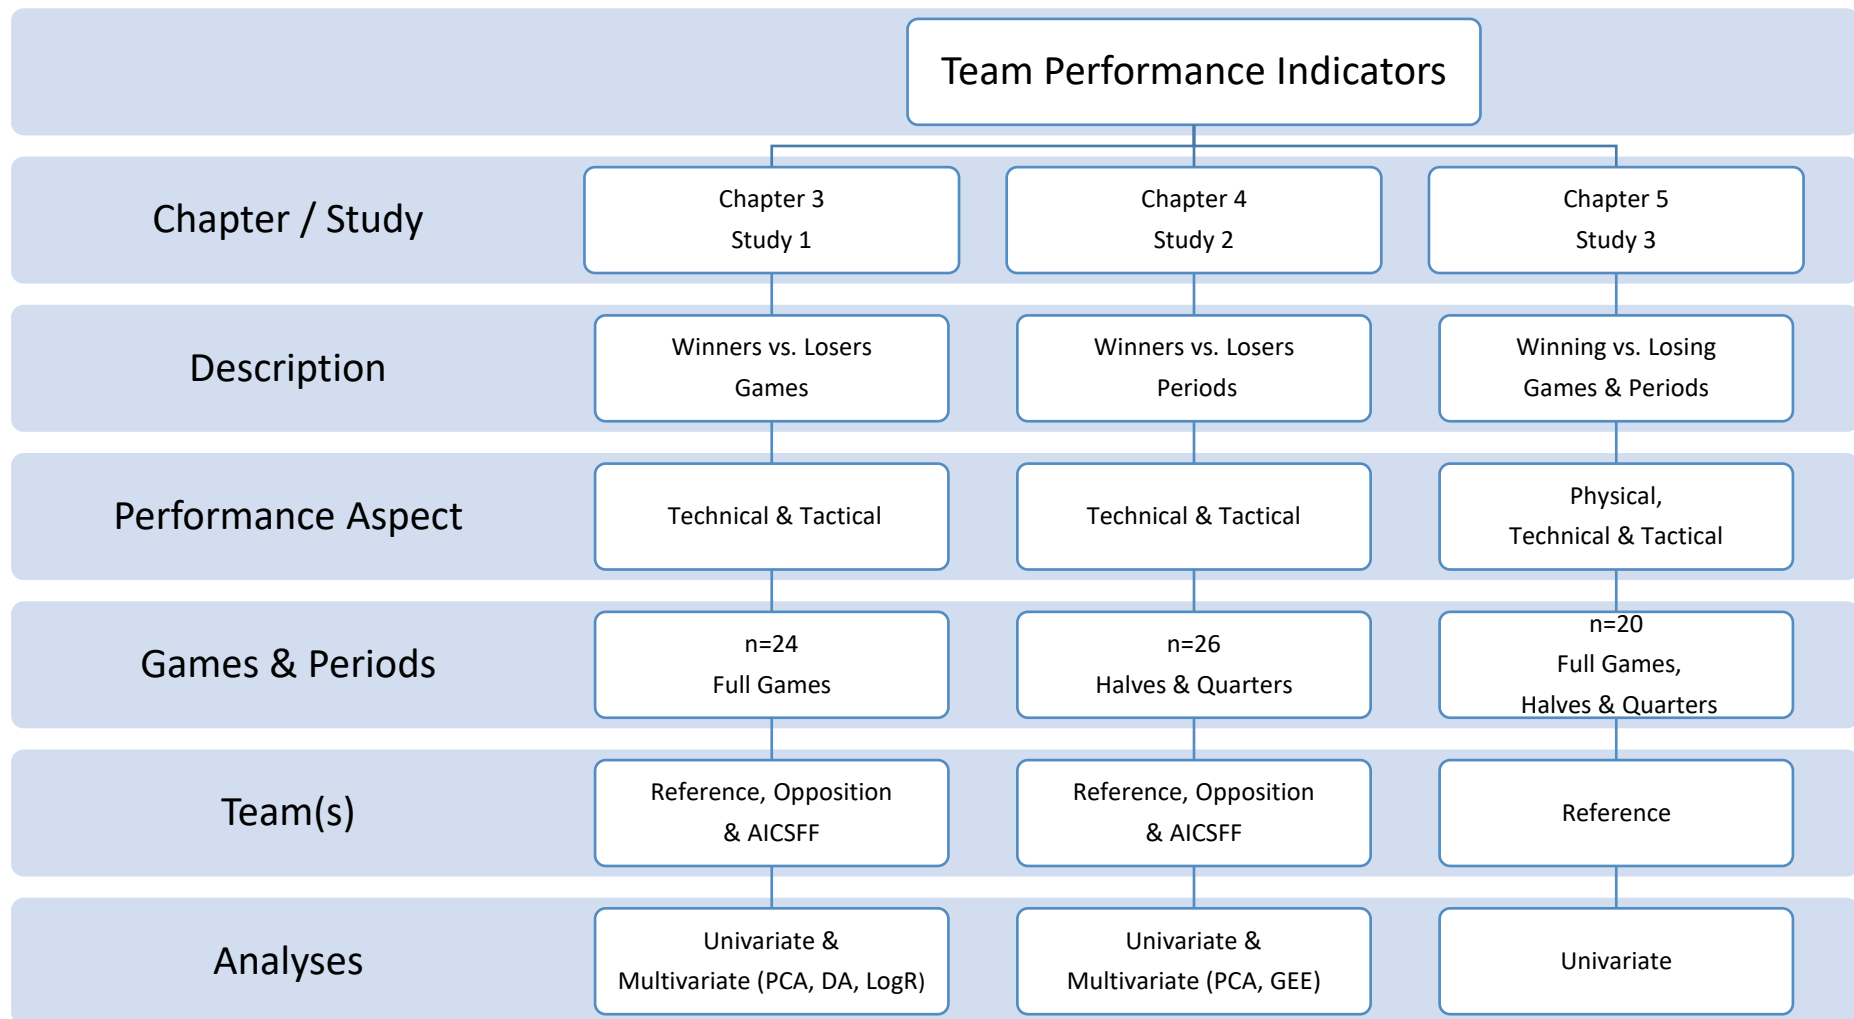 Team Performance Indicators
Chapter / Study
Chapter 3
Study 1
Chapter 4
Study 2
Chapter 5
Study 3
Description
Winners vs. Losers
Games
Winners vs. Losers
Periods
Winning vs. Losing
Games & Periods
Performance Aspect
Technical & Tactical
Technical & Tactical
Physical,
Technical & Tactical
Games & Periods
n=24
Full Games
n=26
Halves & Quarters
n=20
Full Games,
Halves & Quarters
Team(s)
Reference, Opposition
& AICSFF
Reference, Opposition
& AICSFF
Reference
Analyses
Univariate &
Multivariate (PCA, DA, LogR)
Univariate &
Multivariate (PCA, GEE)
Univariate